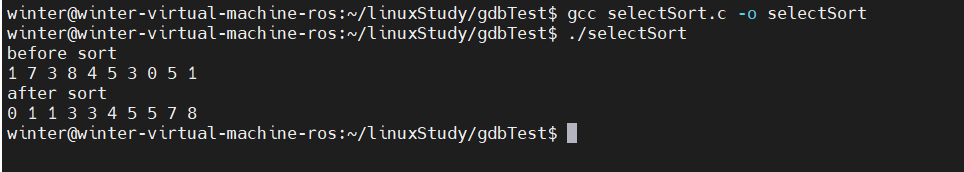 winter@winter-virtual-machine-ros:~/linuxStudy/gdbTest$ gcc selectSort.c -o selectSort
winter@winter-virtual-machine-ros:~/linuxStudy/gdbTest$ ./selectSort
before sort
1 7 3 8 4 5 3 0 5 1
after sort
0 1 1 3 3 4 5 5 7 8
winter@winter-virtual-machine-ros:~/linuxStudy/gdbTest$